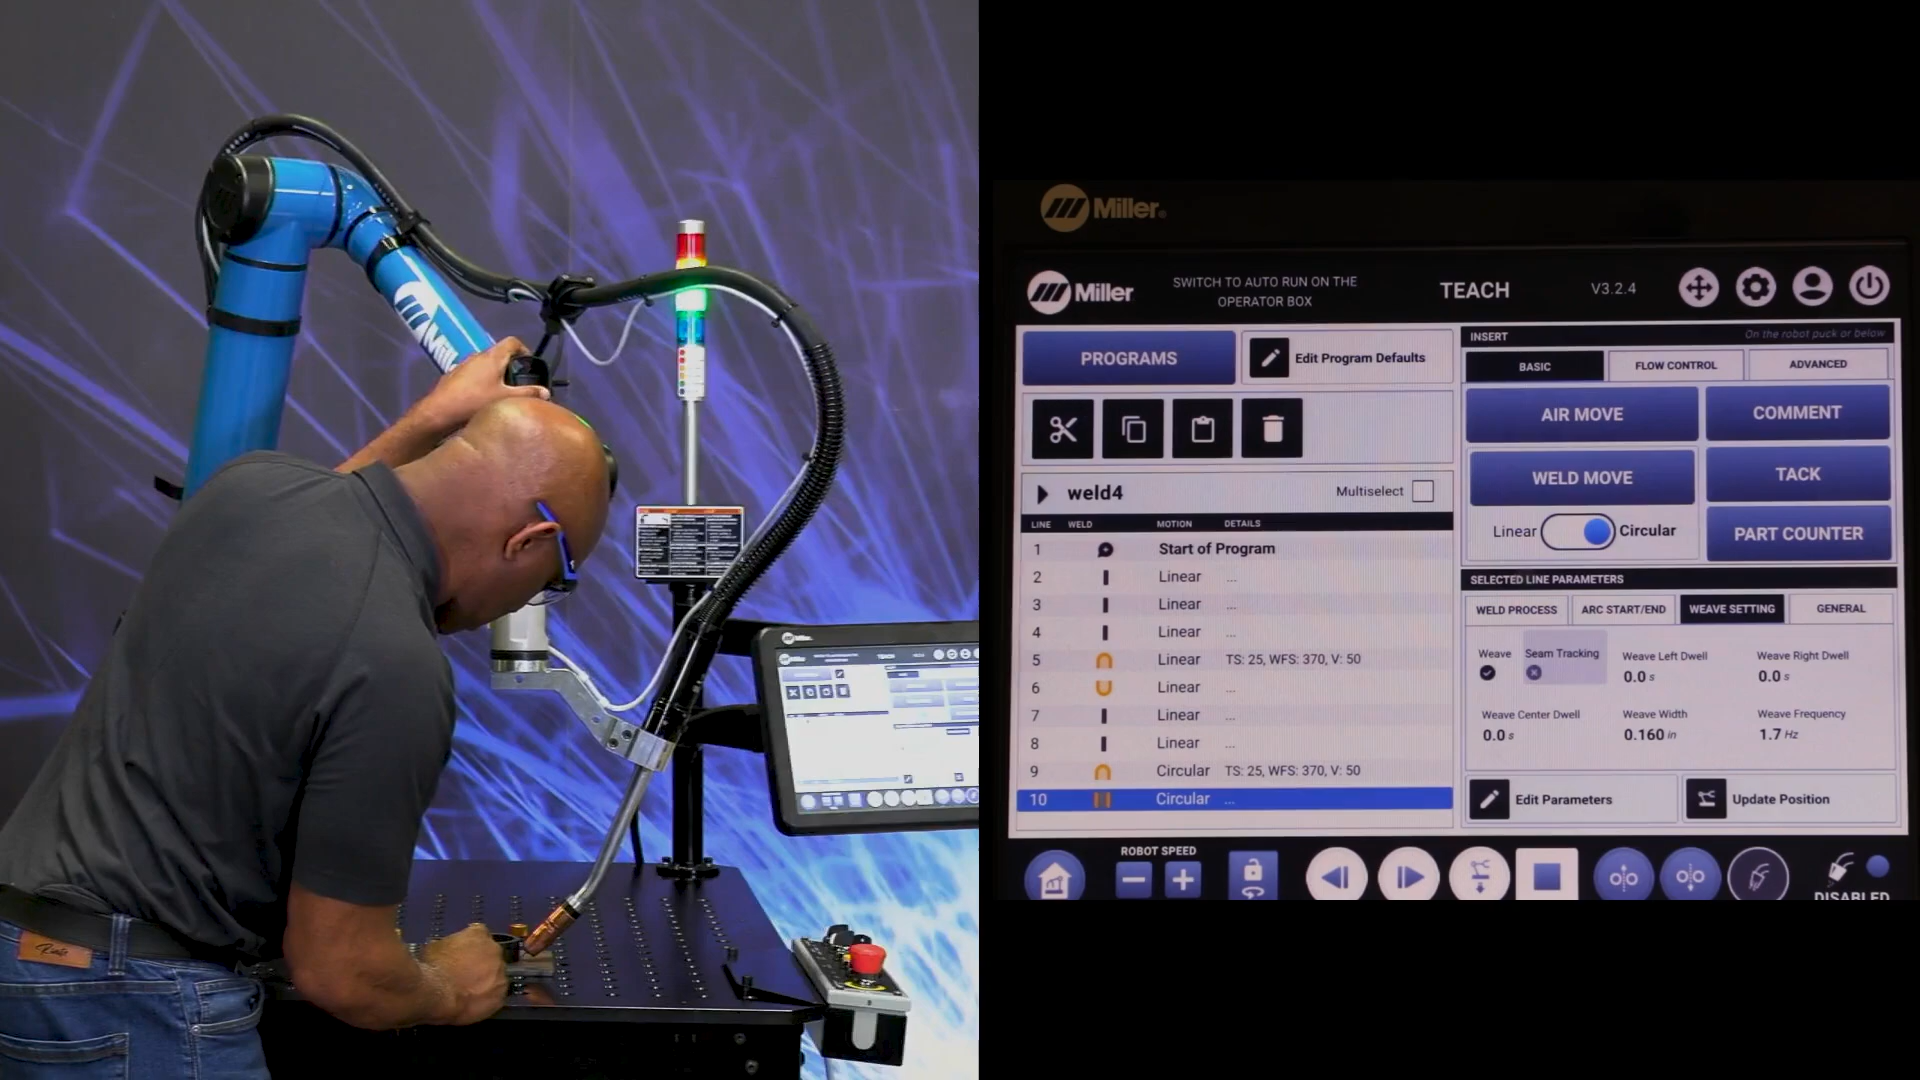 Mill
Miller
Miller
SWITCH TO AUTO RUN ON THE
OPERATOR BOX
TEACH
V3.2.4
PROGRAMS
Edit Program Defaults
INSERT
On the robot puck or below
BASIC
FLOW CONTROL
ADVANCED
AIR MOVE
COMMENT
WELD MOVE
TACK
Linear
Circular
PART COUNTER
weld4
Multiselect
LINE WELD MOTION DETAILS
1 Start of Program
2 Linear ...
3 Linear ...
4 Linear ...
5 Linear TS: 25, WFS: 370, V: 50
6 Linear ...
7 Linear ...
8 Linear ...
9 Circular TS: 25, WFS: 370, V: 50
10 Circular ...
SELECTED LINE PARAMETERS
WELD PROCESS
ARC START/END
WEAVE SETTING
GENERAL
Weave
Seam Tracking
Weave Left Dwell
0.0 s
Weave Right Dwell
0.0 s
Weave Center Dwell
0.0 s
Weave Width
0.160 in
Weave Frequency
1.7 Hz
Edit Parameters
Update Position
ROBOT SPEED
DISABLED